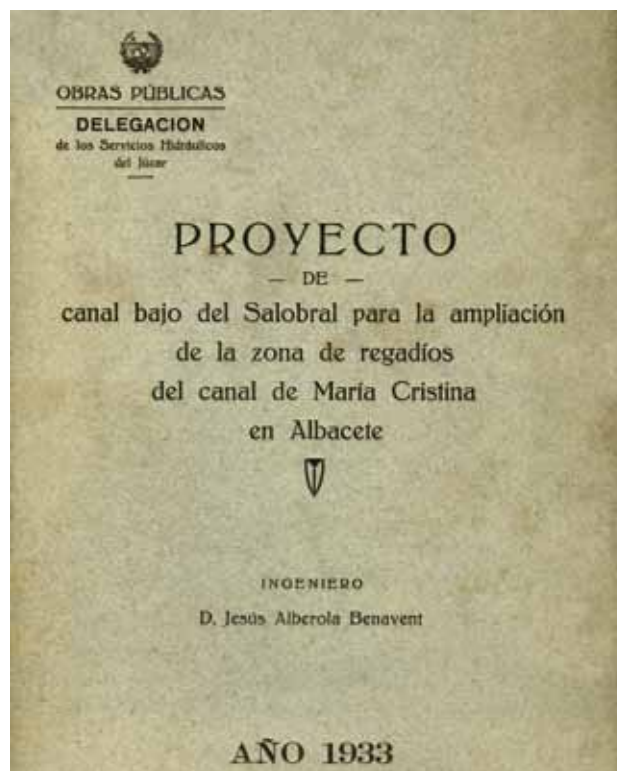 OBRAS PÚBLICAS
DELEGACION
de los Servicios Hidráulicos
del Júcar
PROYECTO
— DE —
canal bajo del Salobral para la ampliación
de la zona de regadíos
del canal de María Cristina
en Albacete
INGENIERO
D. Jesús Alberola Benavent
AÑO 1933